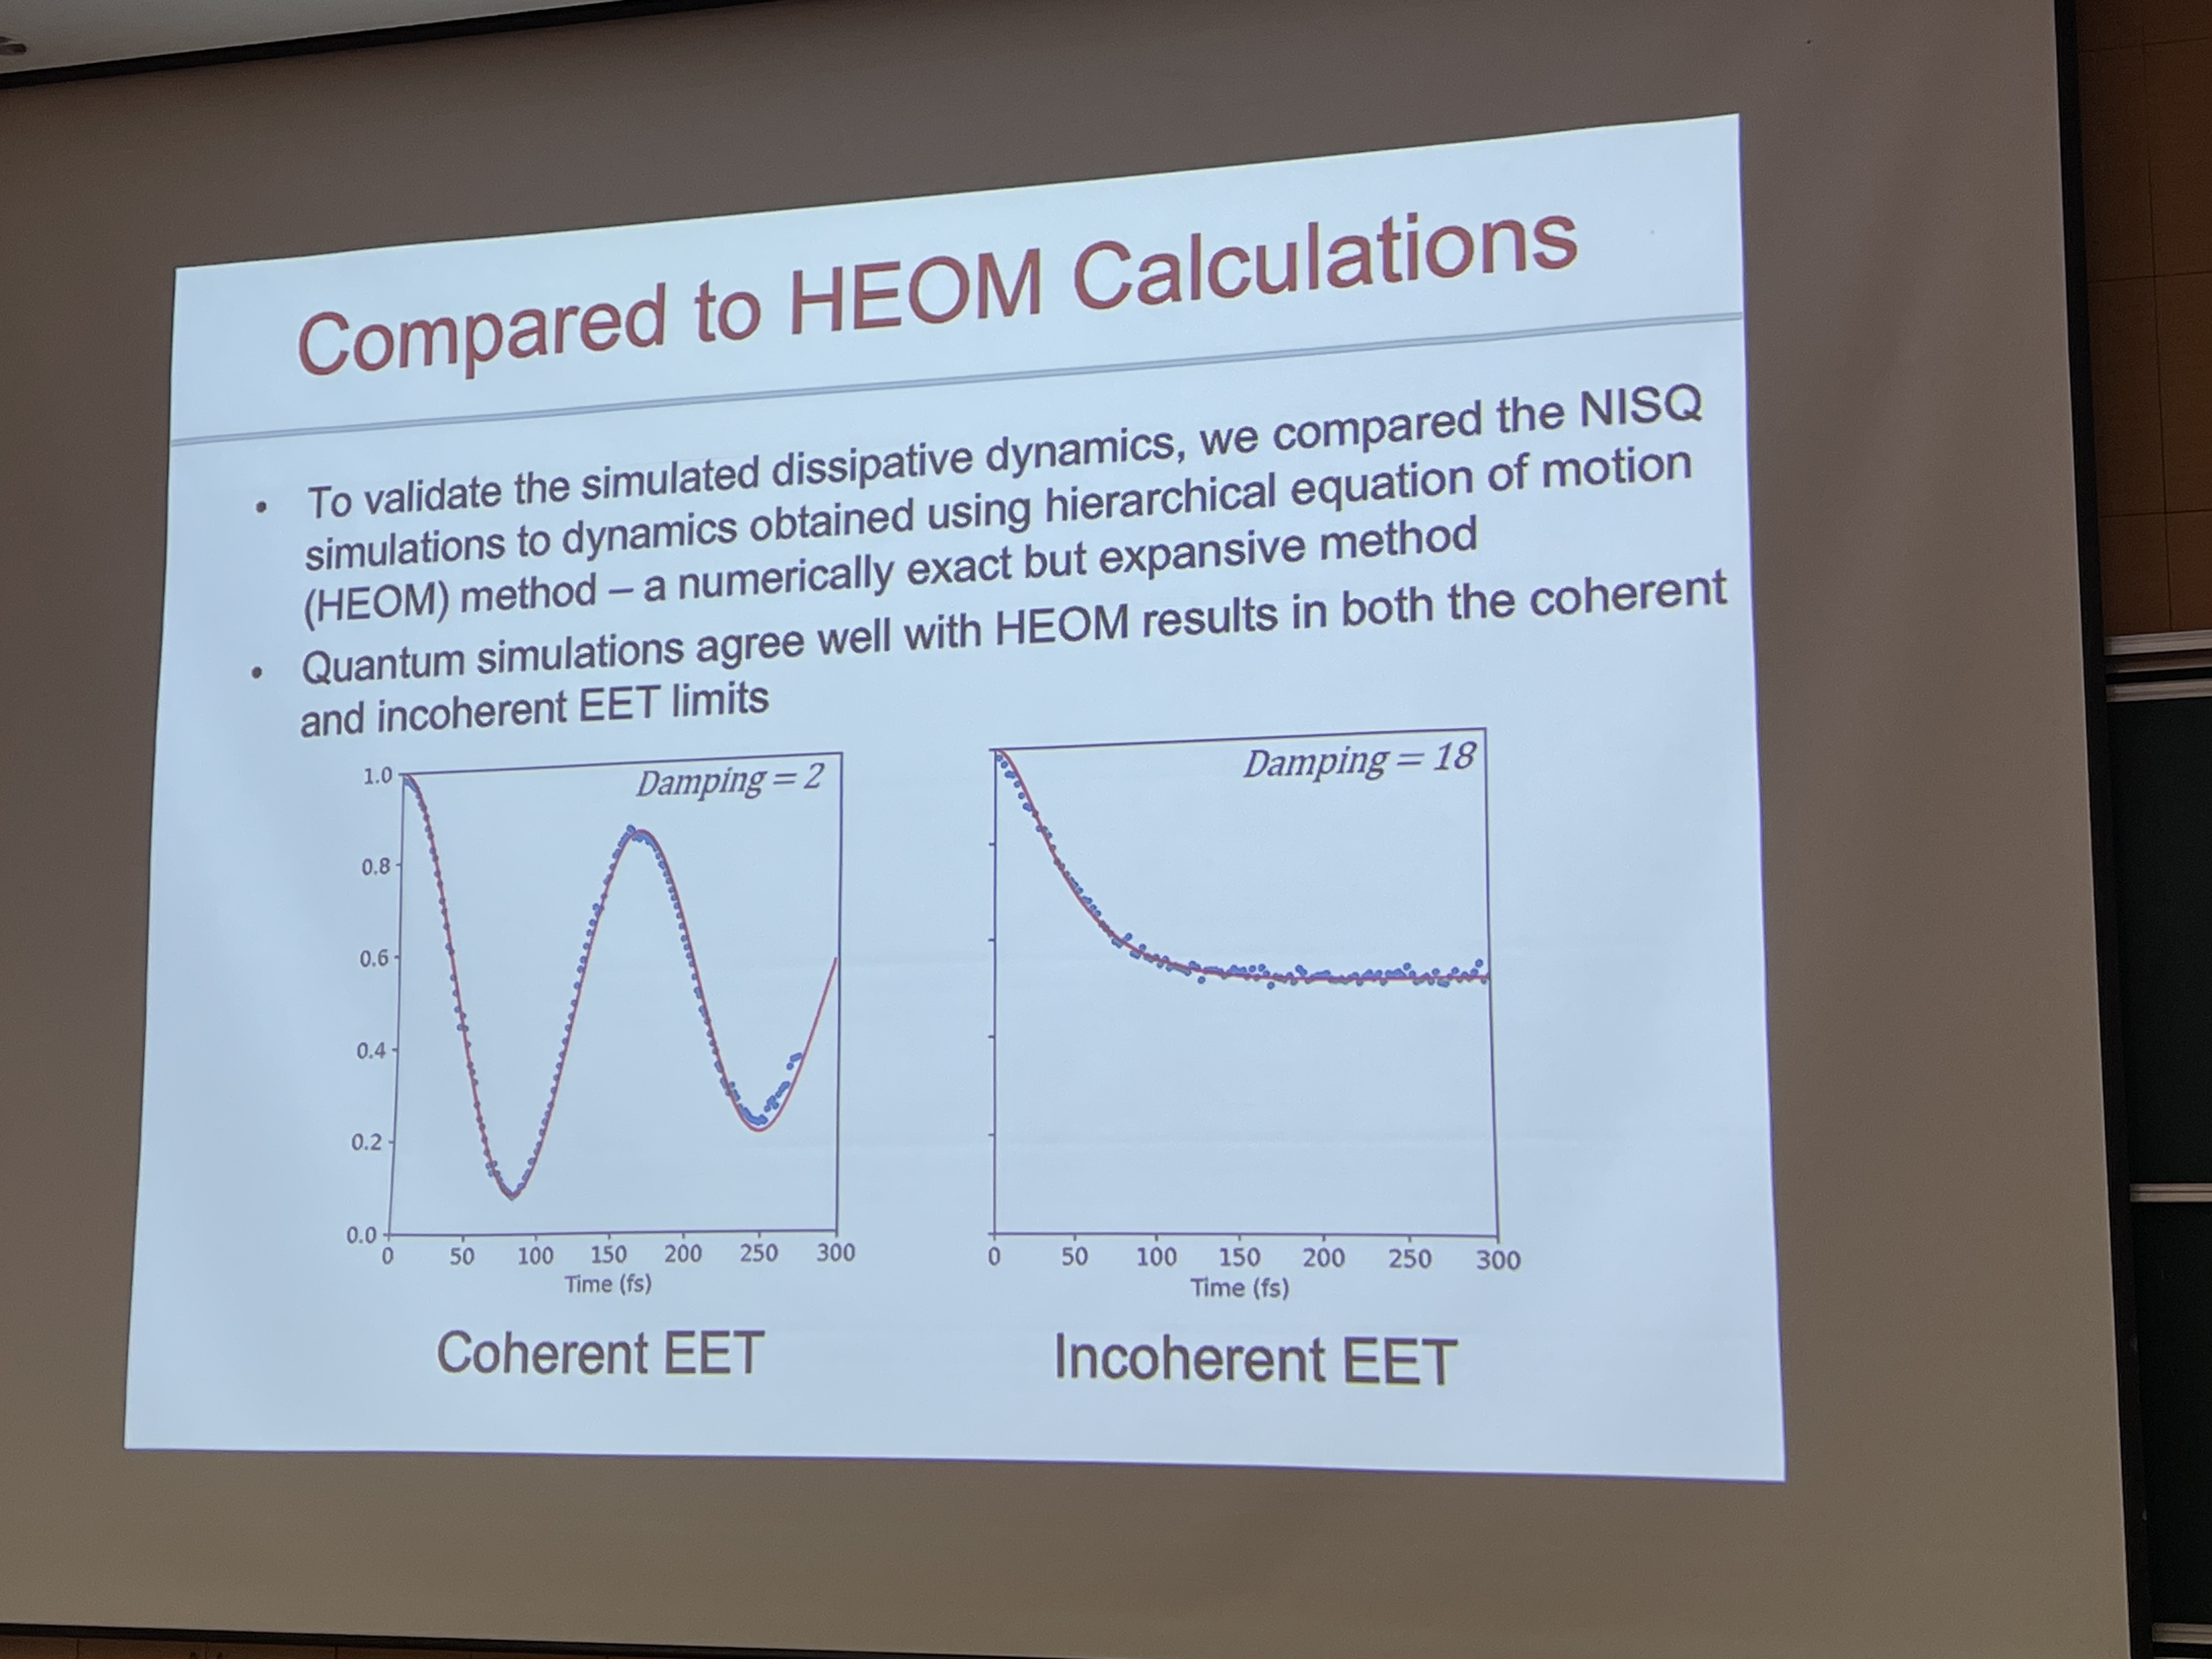 Compared to HEOM Calculations
• To validate the simulated dissipative dynamics, we compared the NISQ
simulations to dynamics obtained using hierarchical equation of motion
(HEOM) method – a numerically exact but expansive method
• Quantum simulations agree well with HEOM results in both the coherent
and incoherent EET limits
Damping = 2
1.0
0.8
0.6
0.4
0.2
0.0
0 50 100 150 200 250 300
Time (fs)
Coherent EET
Damping = 18
0 50 100 150 200 250 300
Time (fs)
Incoherent EET